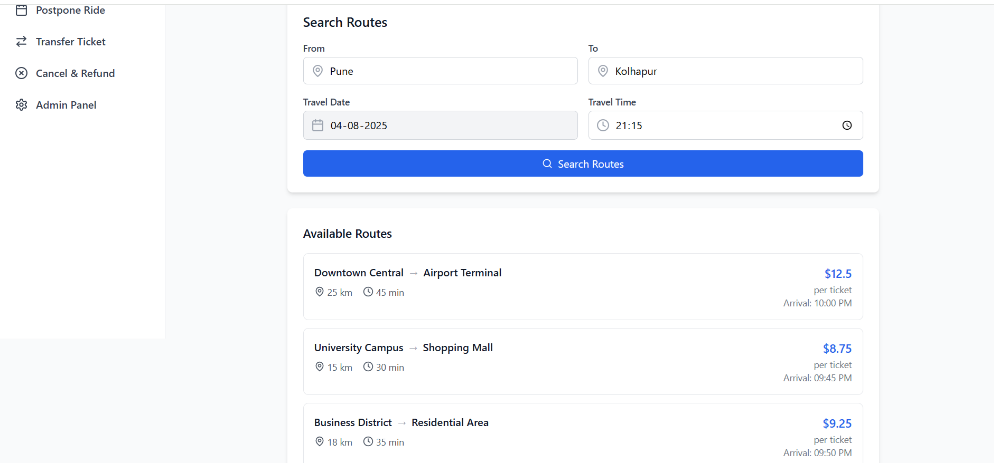 Postpone Ride
Transfer Ticket
Cancel & Refund
Admin Panel
Search Routes
From
To
Pune
Kolhapur
Travel Date
Travel Time
04-08-2025
21:15
Search Routes
Available Routes
Downtown Central → Airport Terminal
$12.5
25 km 45 min
per ticket
Arrival: 10:00 PM
University Campus → Shopping Mall
$8.75
15 km 30 min
per ticket
Arrival: 09:45 PM
Business District → Residential Area
$9.25
18 km 35 min
per ticket
Arrival: 09:50 PM